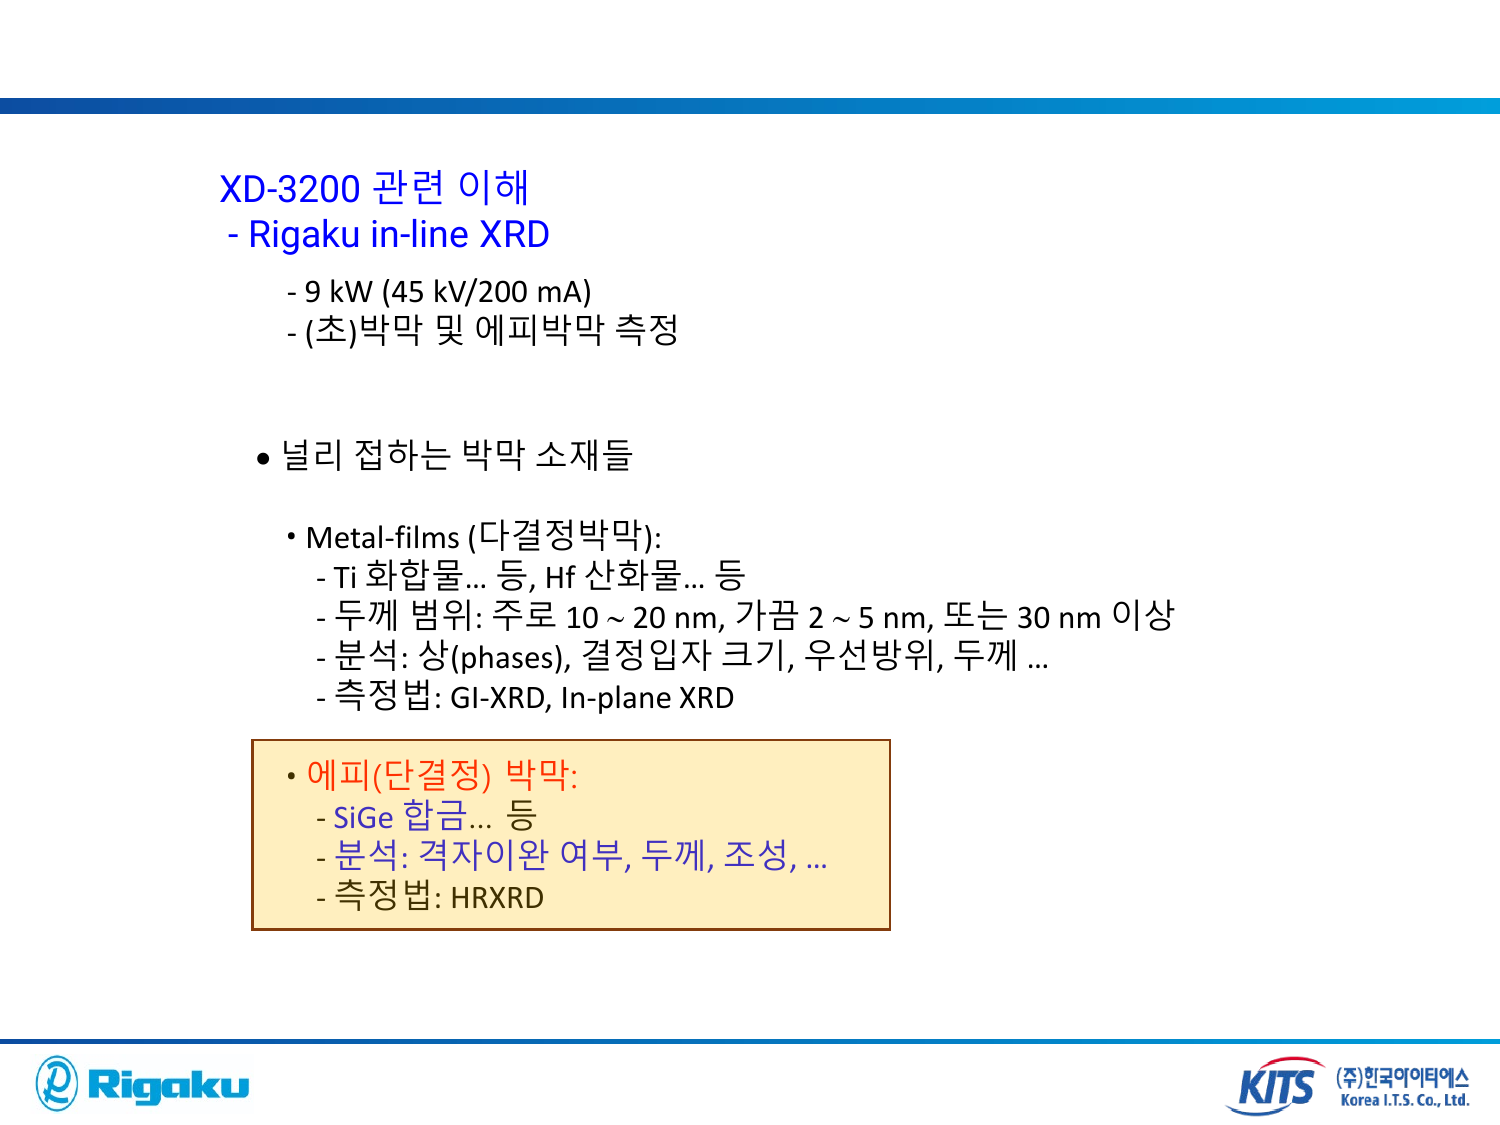 XD-3200 관련 이해
- Rigaku in-line XRD
- 9 kW (45 kV/200 mA)
- (초)박막 및 에피박막 측정
● 널리 접하는 박막 소재들
• Metal-films (다결정박막):
- Ti 화합물... 등, Hf 산화물... 등
- 두께 범위: 주로 10 ~ 20 nm, 가끔 2 ~ 5 nm, 또는 30 nm 이상
- 분석: 상(phases), 결정입자 크기, 우선방위, 두께 ...
- 측정법: GI-XRD, In-plane XRD
• 에피(단결정) 박막:
- SiGe 합금... 등
- 분석: 격자이완 여부, 두께, 조성, ...
- 측정법: HRXRD
Rigaku
KITS (주)한국아이티에스
Korea I.T.S. Co., Ltd.